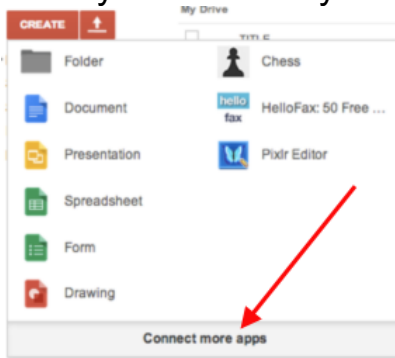 My Drive
CREATE
TITLE
Folder
Chess
Document
hello
fax
HelloFax: 50 Free ...
Presentation
Pixlr Editor
Spreadsheet
Form
Drawing
Connect more apps